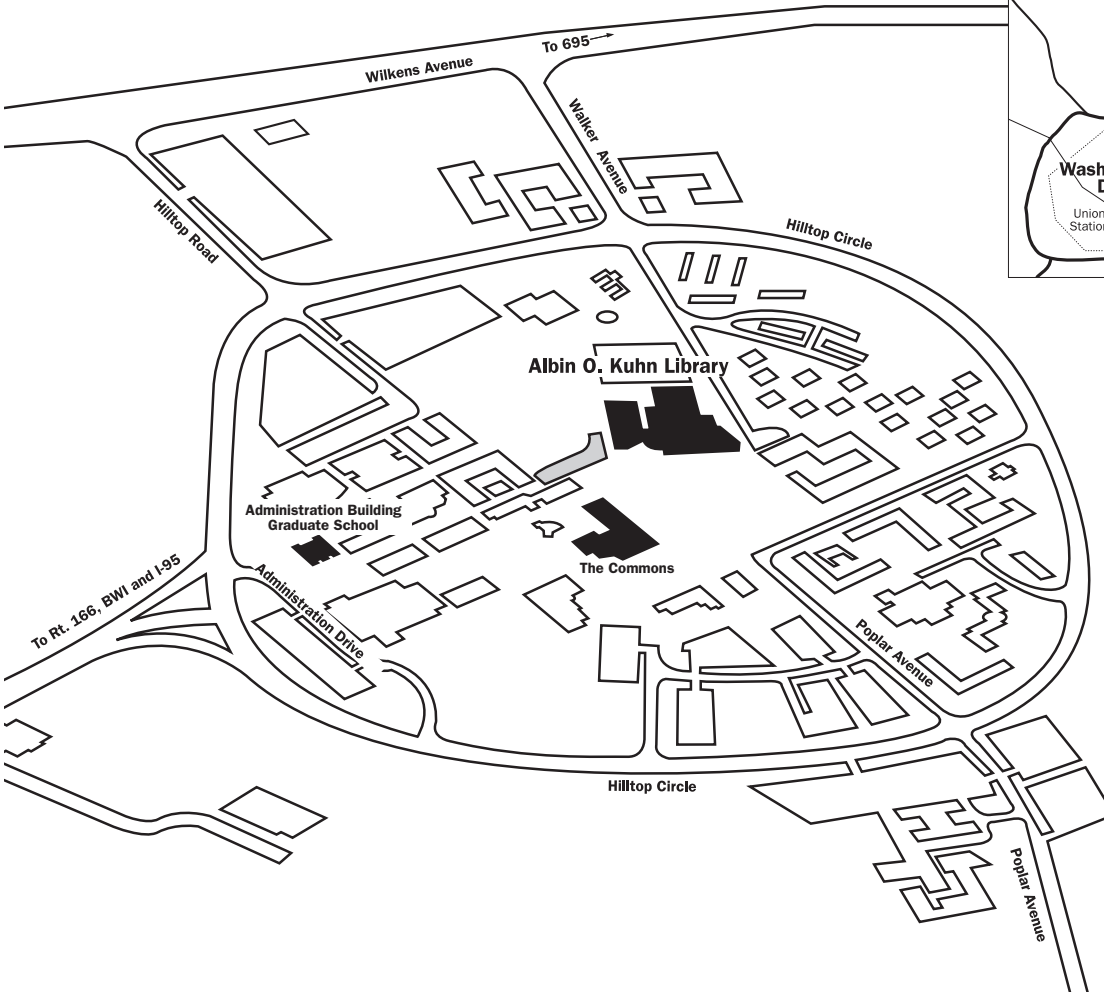 To 695
Wilkens Avenue
Walker Avenue
Hilltop Road
Hilltop Circle
Union
Station
Albin O. Kuhn Library
Administration Building
Graduate School
The Commons
To Rt. 166, BWI and I-95
Administration Drive
Poplar Avenue
Hilltop Circle
Poplar Avenue